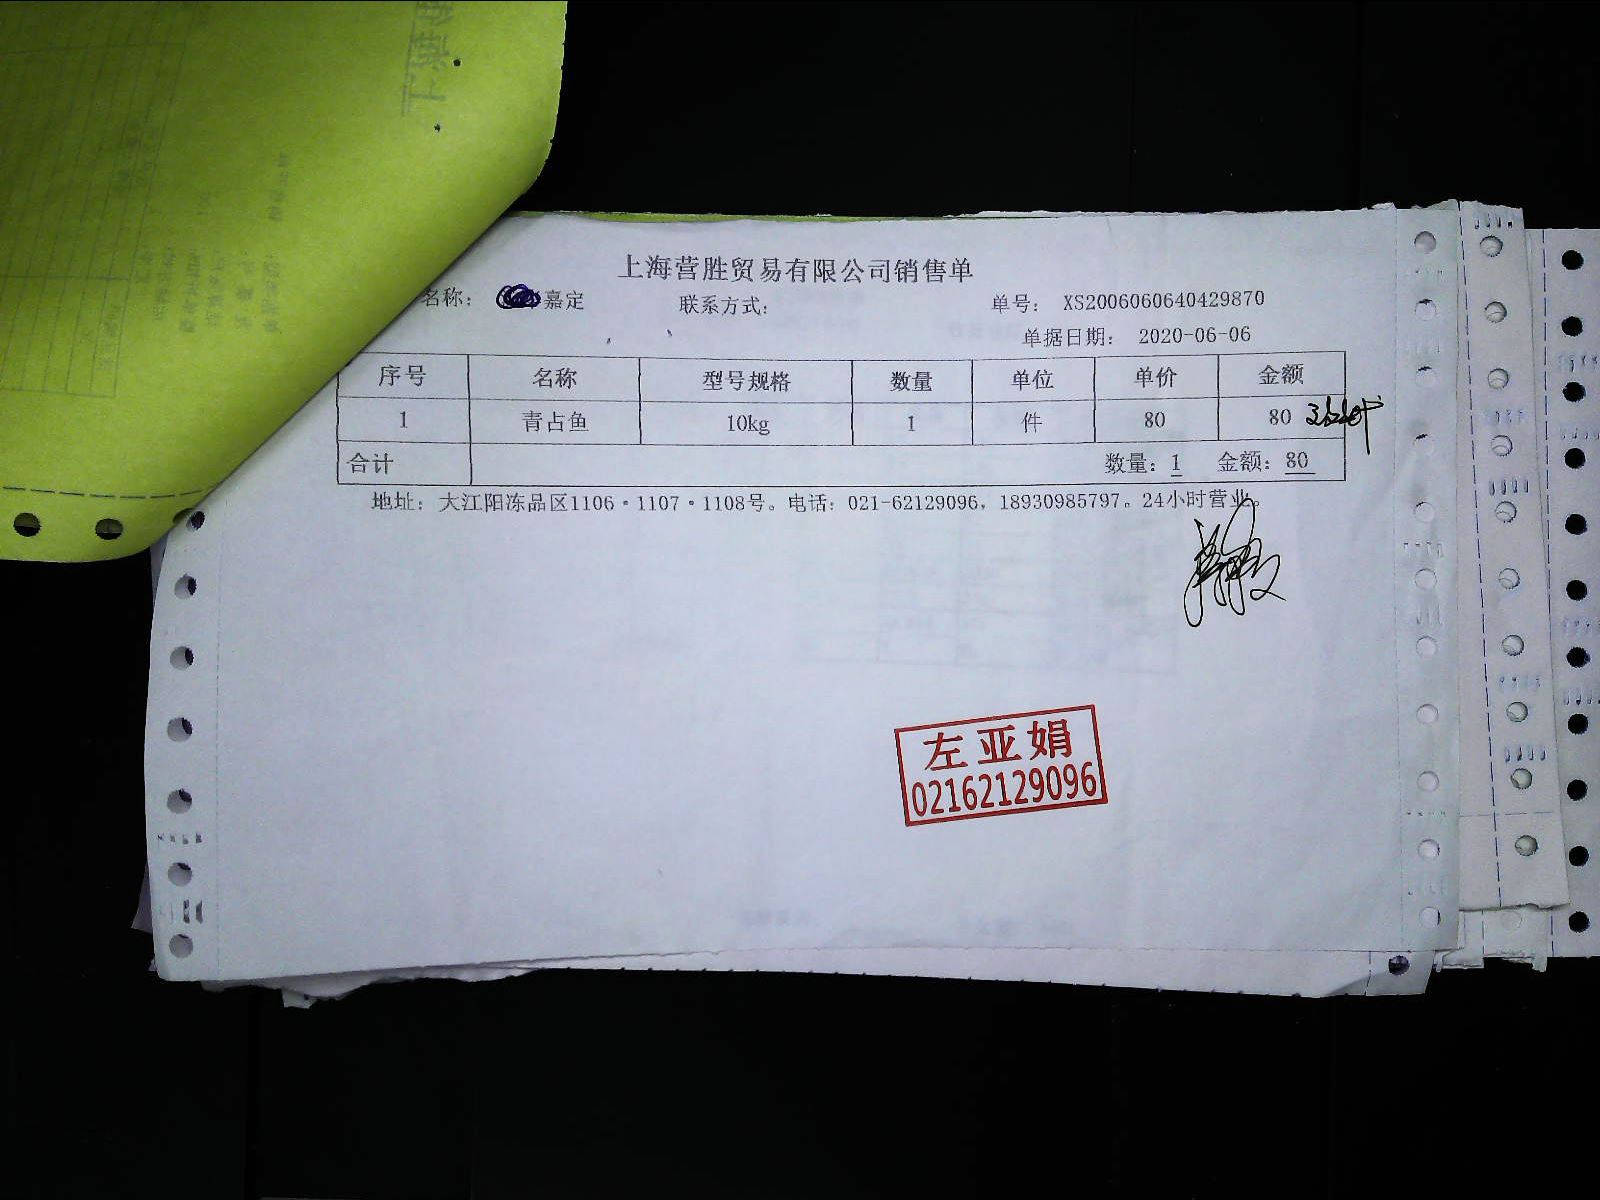 上海营胜贸易有限公司销售单
名称： 嘉定 联系方式： 单号： XS2006060640429870
单据日期： 2020-06-06
序号 名称 型号规格 数量 单位 单价 金额
1 青占鱼 10kg 1 件 80 80
合计 数量：1 金额：80
地址：大江阳冻品区1106·1107·1108号。电话：021-62129096，18930985797。24小时营业。
左亚娟
02162129096